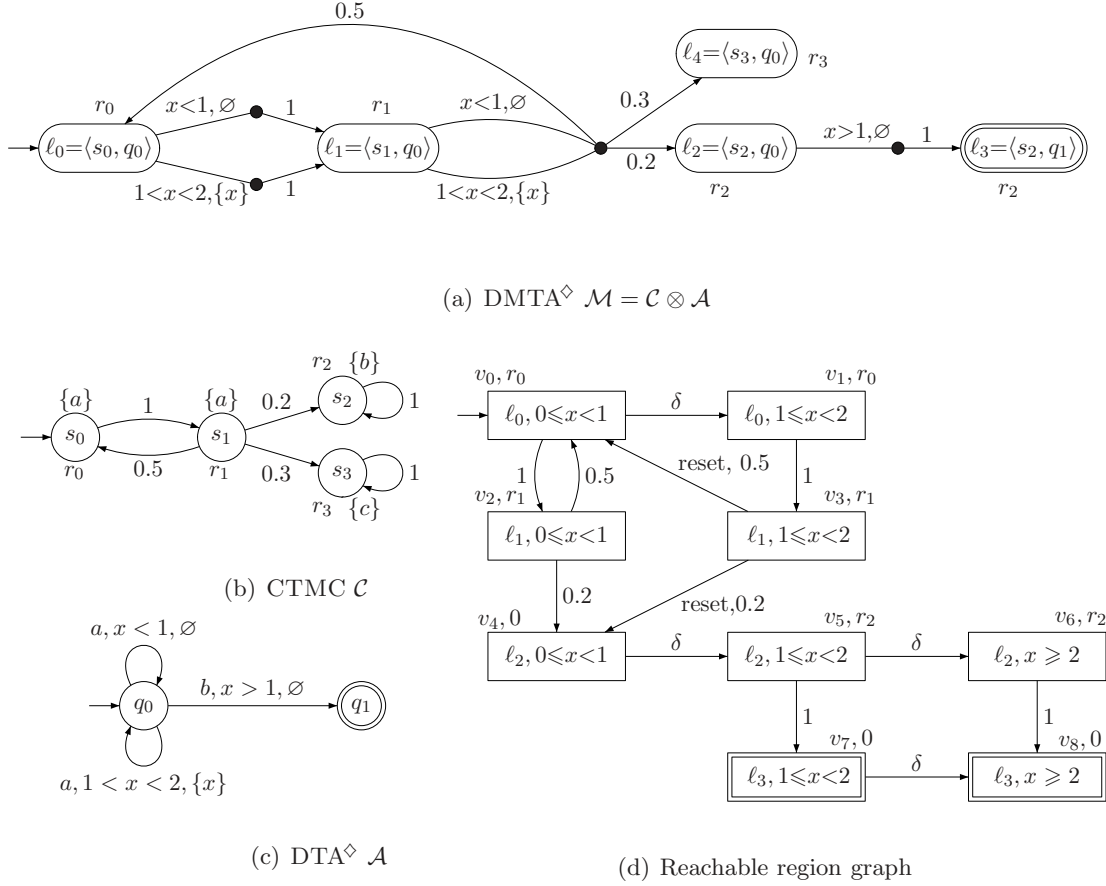 0.5
ℓ4=⟨s3, q0⟩ r3
r0 x<1,∅ 1 r1 x<1,∅ 0.3
ℓ0=⟨s0, q0⟩ ℓ1=⟨s1, q0⟩ 0.2 ℓ2=⟨s2, q0⟩ x>1,∅ 1 ℓ3=⟨s2, q1⟩
1<x<2,{x} 1 1<x<2,{x} r2 r2
(a) DMTA◇ M = C ⊗ A
r2 {b}
{a} 1 {a} 0.2 s2 1
s0 s1
r0 0.5 r1 0.3 s3 1
r3 {c}
(b) CTMC C
a, x < 1, ∅
q0 b, x > 1, ∅ q1
a, 1 < x < 2, {x}
(c) DTA◇ A
v0, r0 v1, r0
ℓ0, 0⩽x<1 δ ℓ0, 1⩽x<2
1 0.5 reset, 0.5 1
v2, r1 v3, r1
ℓ1, 0⩽x<1 ℓ1, 1⩽x<2
0.2 reset,0.2
v4, 0 v5, r2 v6, r2
ℓ2, 0⩽x<1 δ ℓ2, 1⩽x<2 δ ℓ2, x ⩾ 2
1 1
v7, 0 v8, 0
ℓ3, 1⩽x<2 δ ℓ3, x ⩾ 2
(d) Reachable region graph